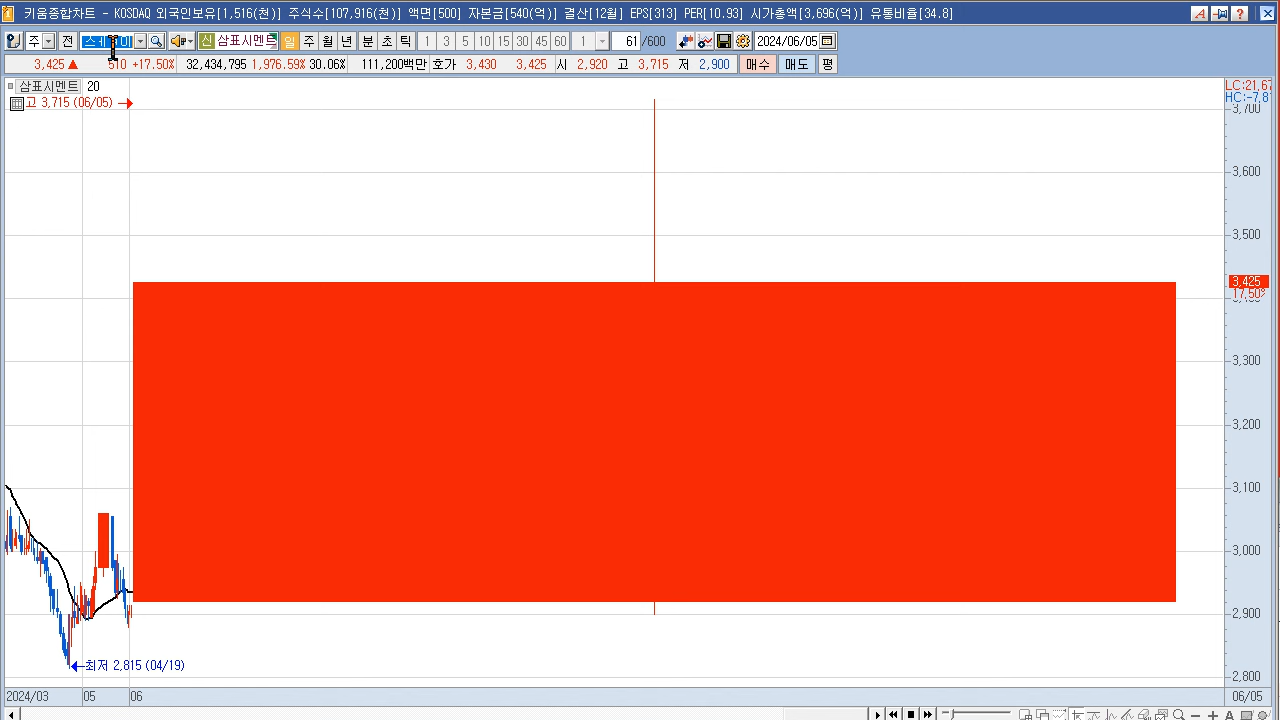 키움종합차트 - KOSDAQ 외국인보유[1,516(천)] 주식수[107,916(천)] 액면[500] 자본금[540(억)] 결산[12월] EPS[313] PER[10.93] 시가총액[3,696(억)] 유통비율[34.8]
주 전 신 삼표시멘트 일 주 월 년 분 초 틱 1 3 5 10 15 30 45 60 1 61 /600 2024/06/05
3,425 ▲ 510 +17.50% 32,434,795 1,976.59% 30.06% 111,200백만 호가 3,430 3,425 시 2,920 고 3,715 저 2,900 매수 매도 평
삼표시멘트 20
고 3,715 (06/05)
LC:21,67
HC:-7,8
3,700
3,600
3,500
3,425
17.50%
3,300
3,200
3,100
3,000
2,900
최저 2,815 (04/19)
2,800
2024/03 05 06 06/05